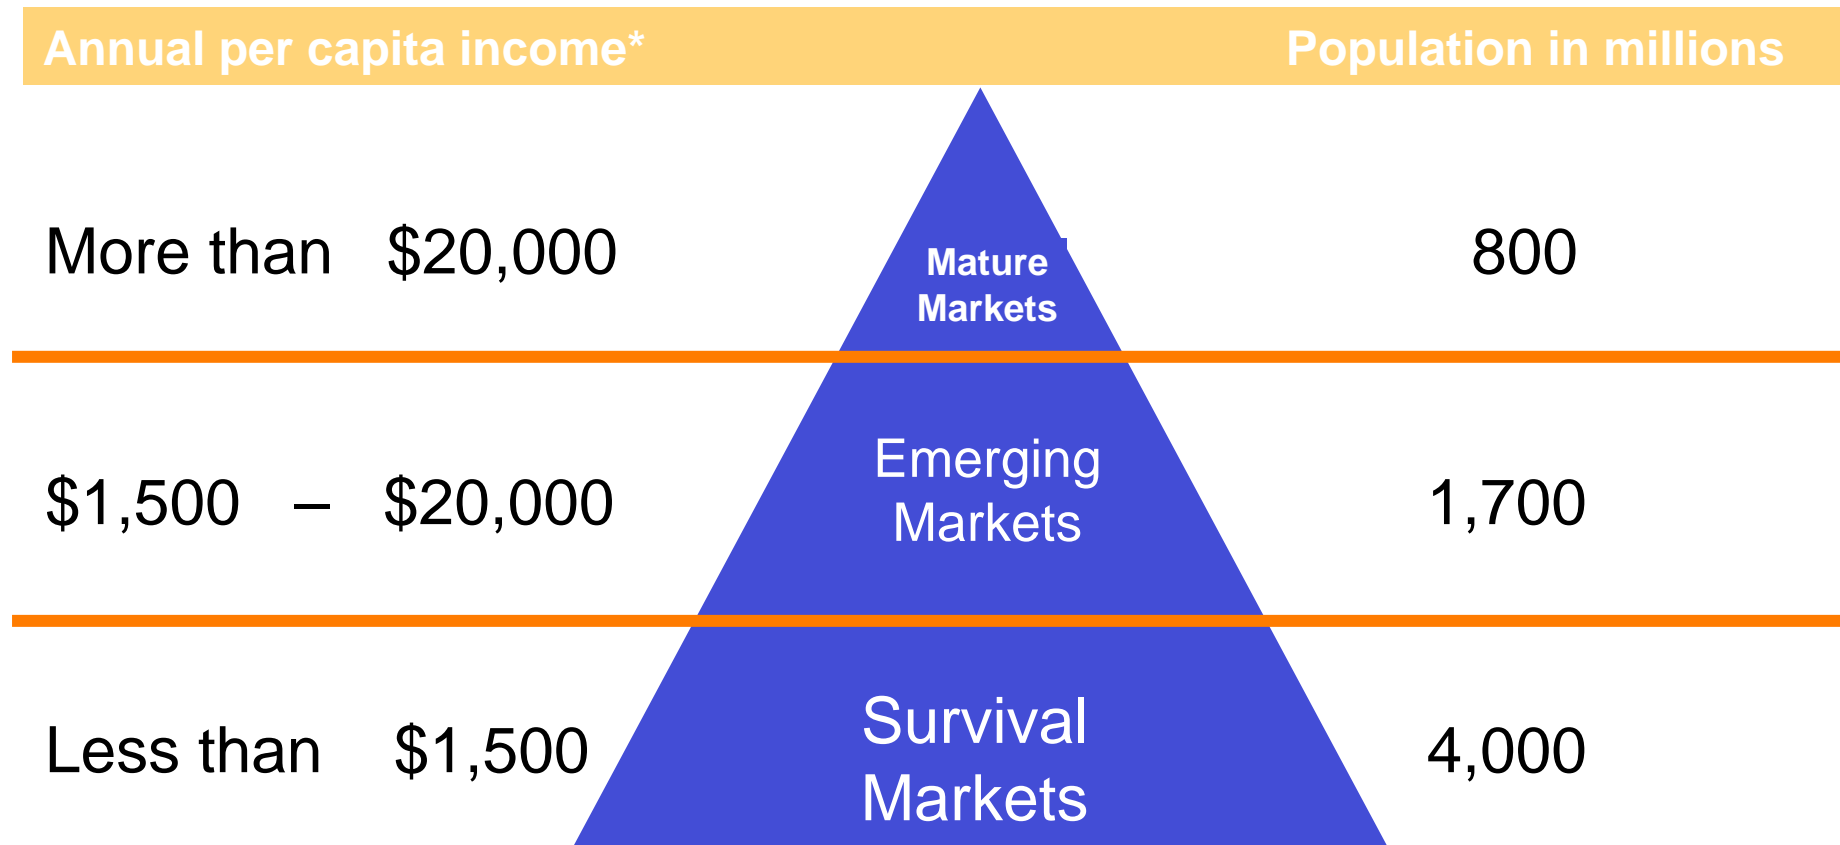 Annual per capita income* Population in millions
More than $20,000 Mature Markets 800
$1,500 – $20,000 Emerging Markets 1,700
Less than $1,500 Survival Markets 4,000